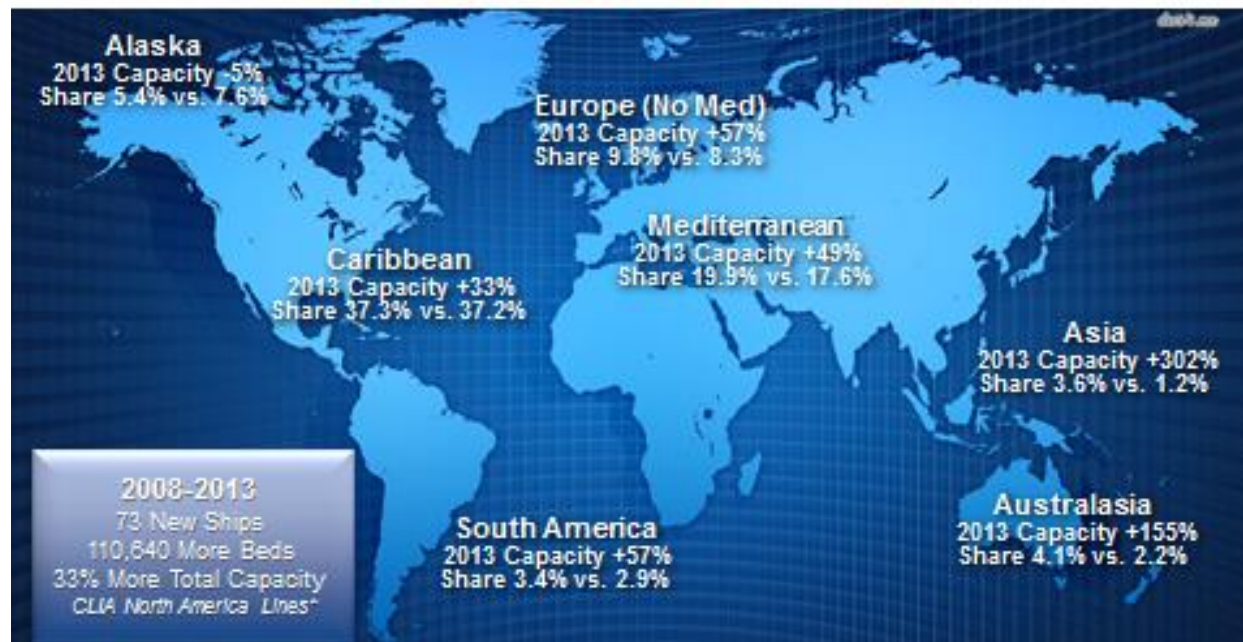 Alaska
2013 Capacity -5%
Share 5.4% vs. 7.6%
Europe (No Med)
2013 Capacity +57%
Share 9.8% vs. 8.3%
Mediterranean
2013 Capacity +49%
Share 19.9% vs. 17.6%
Caribbean
2013 Capacity +33%
Share 37.3% vs. 37.2%
Asia
2013 Capacity +302%
Share 3.6% vs. 1.2%
Australasia
2013 Capacity +155%
Share 4.1% vs. 2.2%
South America
2013 Capacity +57%
Share 3.4% vs. 2.9%
2008-2013
73 New Ships
110,640 More Beds
33% More Total Capacity
CLIA North America Lines*